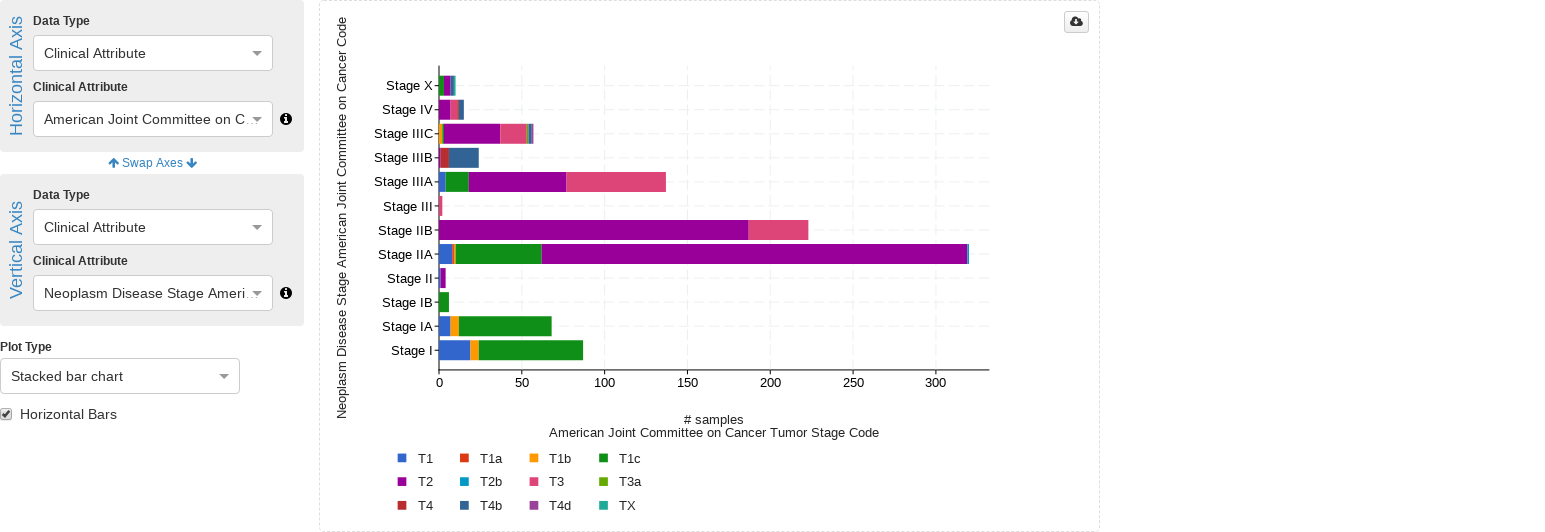 Horizontal Axis
Data Type
Clinical Attribute
Clinical Attribute
American Joint Committee on C...
Swap Axes
Vertical Axis
Data Type
Clinical Attribute
Clinical Attribute
Neoplasm Disease Stage Ameri...
Plot Type
Stacked bar chart
Horizontal Bars
Neoplasm Disease Stage American Joint Committee on Cancer Code
Stage X
Stage IV
Stage IIIC
Stage IIIB
Stage IIIA
Stage III
Stage IIB
Stage IIA
Stage II
Stage IB
Stage IA
Stage I
0 50 100 150 200 250 300
# samples
American Joint Committee on Cancer Tumor Stage Code
T1 T1a T1b T1c
T2 T2b T3 T3a
T4 T4b T4d TX